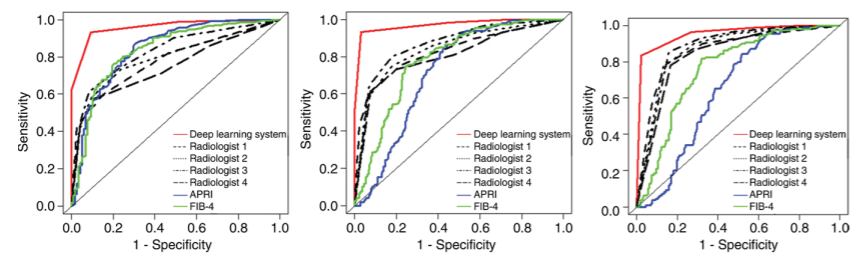 1.0
0.8
0.6
0.4
0.2
0.0
Sensitivity
0.0 0.2 0.4 0.6 0.8 1.0
1 - Specificity
Deep learning system
Radiologist 1
Radiologist 2
Radiologist 3
Radiologist 4
APRI
FIB-4
1.0
0.8
0.6
0.4
0.2
0.0
Sensitivity
0.0 0.2 0.4 0.6 0.8 1.0
1 - Specificity
Deep learning system
Radiologist 1
Radiologist 2
Radiologist 3
Radiologist 4
APRI
FIB-4
1.0
0.8
0.6
0.4
0.2
0.0
Sensitivity
0.0 0.2 0.4 0.6 0.8 1.0
1 - Specificity
Deep learning system
Radiologist 1
Radiologist 2
Radiologist 3
Radiologist 4
APRI
FIB-4